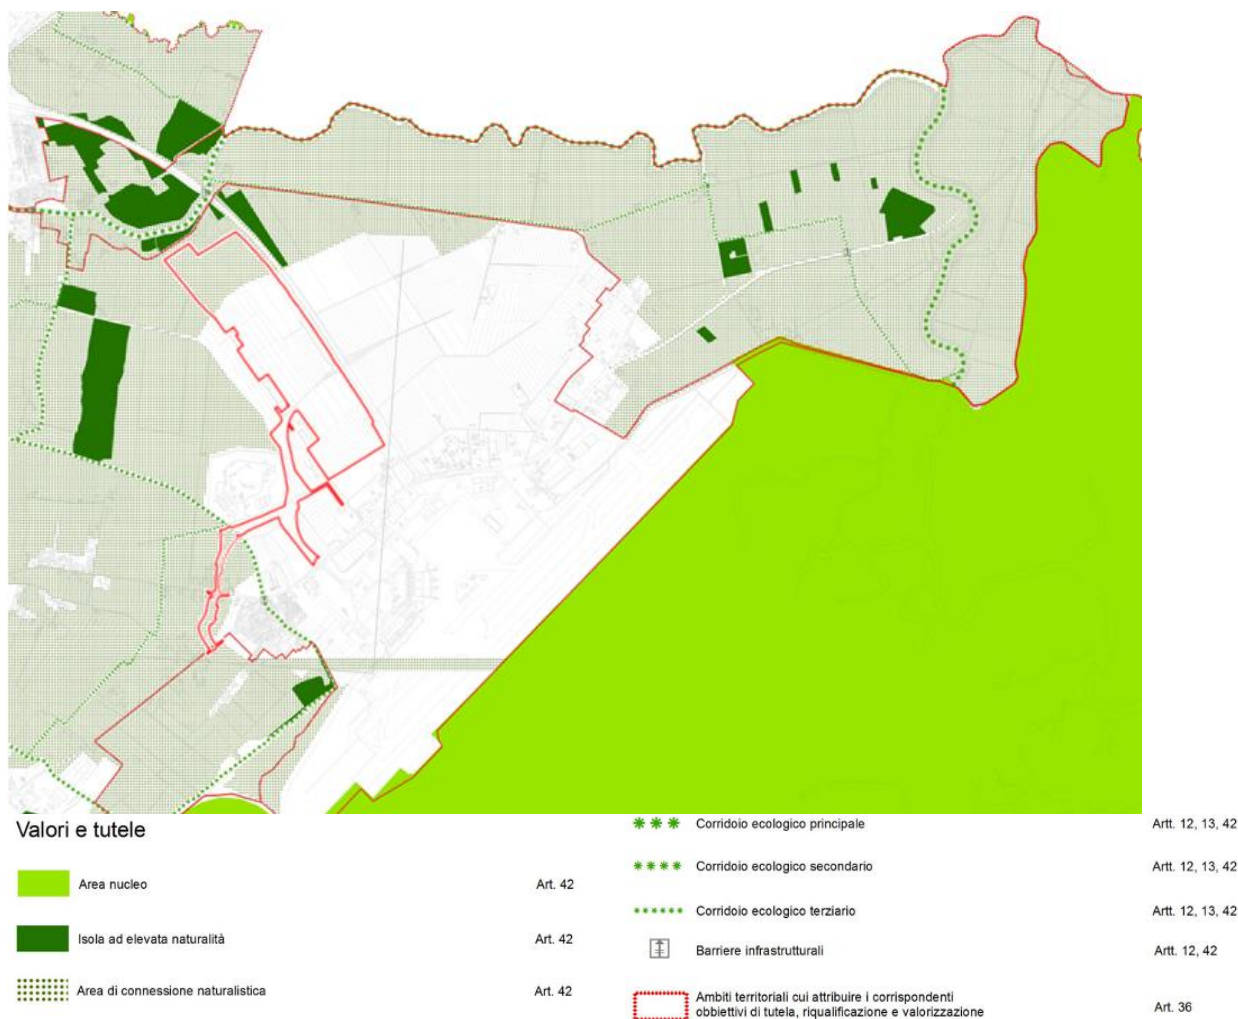 Valori e tutele
Area nucleo Art. 42
Isola ad elevata naturalità Art. 42
Area di connessione naturalistica Art. 42
Corridoio ecologico principale Artt. 12, 13, 42
Corridoio ecologico secondario Artt. 12, 13, 42
Corridoio ecologico terziario Artt. 12, 13, 42
Barriere infrastrutturali Artt. 12, 42
Ambiti territoriali cui attribuire i corrispondenti
obbiettivi di tutela, riqualificazione e valorizzazione Art. 36